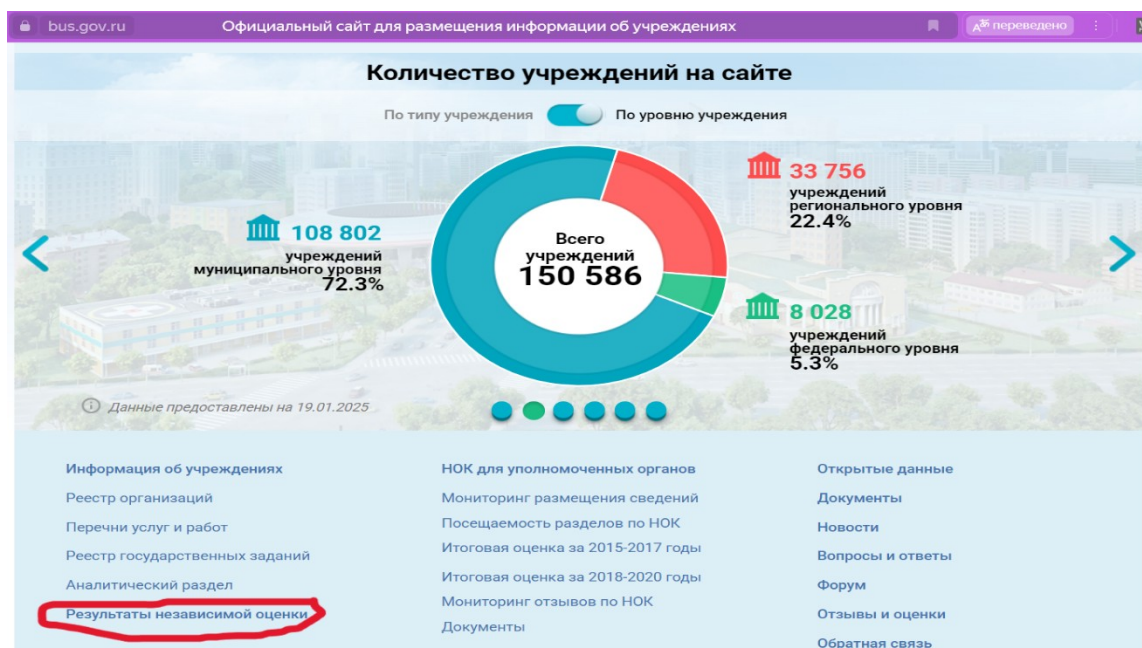 bus.gov.ru
Официальный сайт для размещения информации об учреждениях
переведено
Количество учреждений на сайте
По типу учреждения
По уровню учреждения
108 802
учреждений
муниципального уровня
72.3%
Всего
учреждений
150 586
33 756
учреждений
регионального уровня
22.4%
8 028
учреждений
федерального уровня
5.3%
Данные предоставлены на 19.01.2025
Информация об учреждениях
Реестр организаций
Перечни услуг и работ
Реестр государственных заданий
Аналитический раздел
Результаты независимой оценки
НОК для уполномоченных органов
Мониторинг размещения сведений
Посещаемость разделов по НОК
Итоговая оценка за 2015-2017 годы
Итоговая оценка за 2018-2020 годы
Мониторинг отзывов по НОК
Документы
Открытые данные
Документы
Новости
Вопросы и ответы
Форум
Отзывы и оценки
Обратная связь